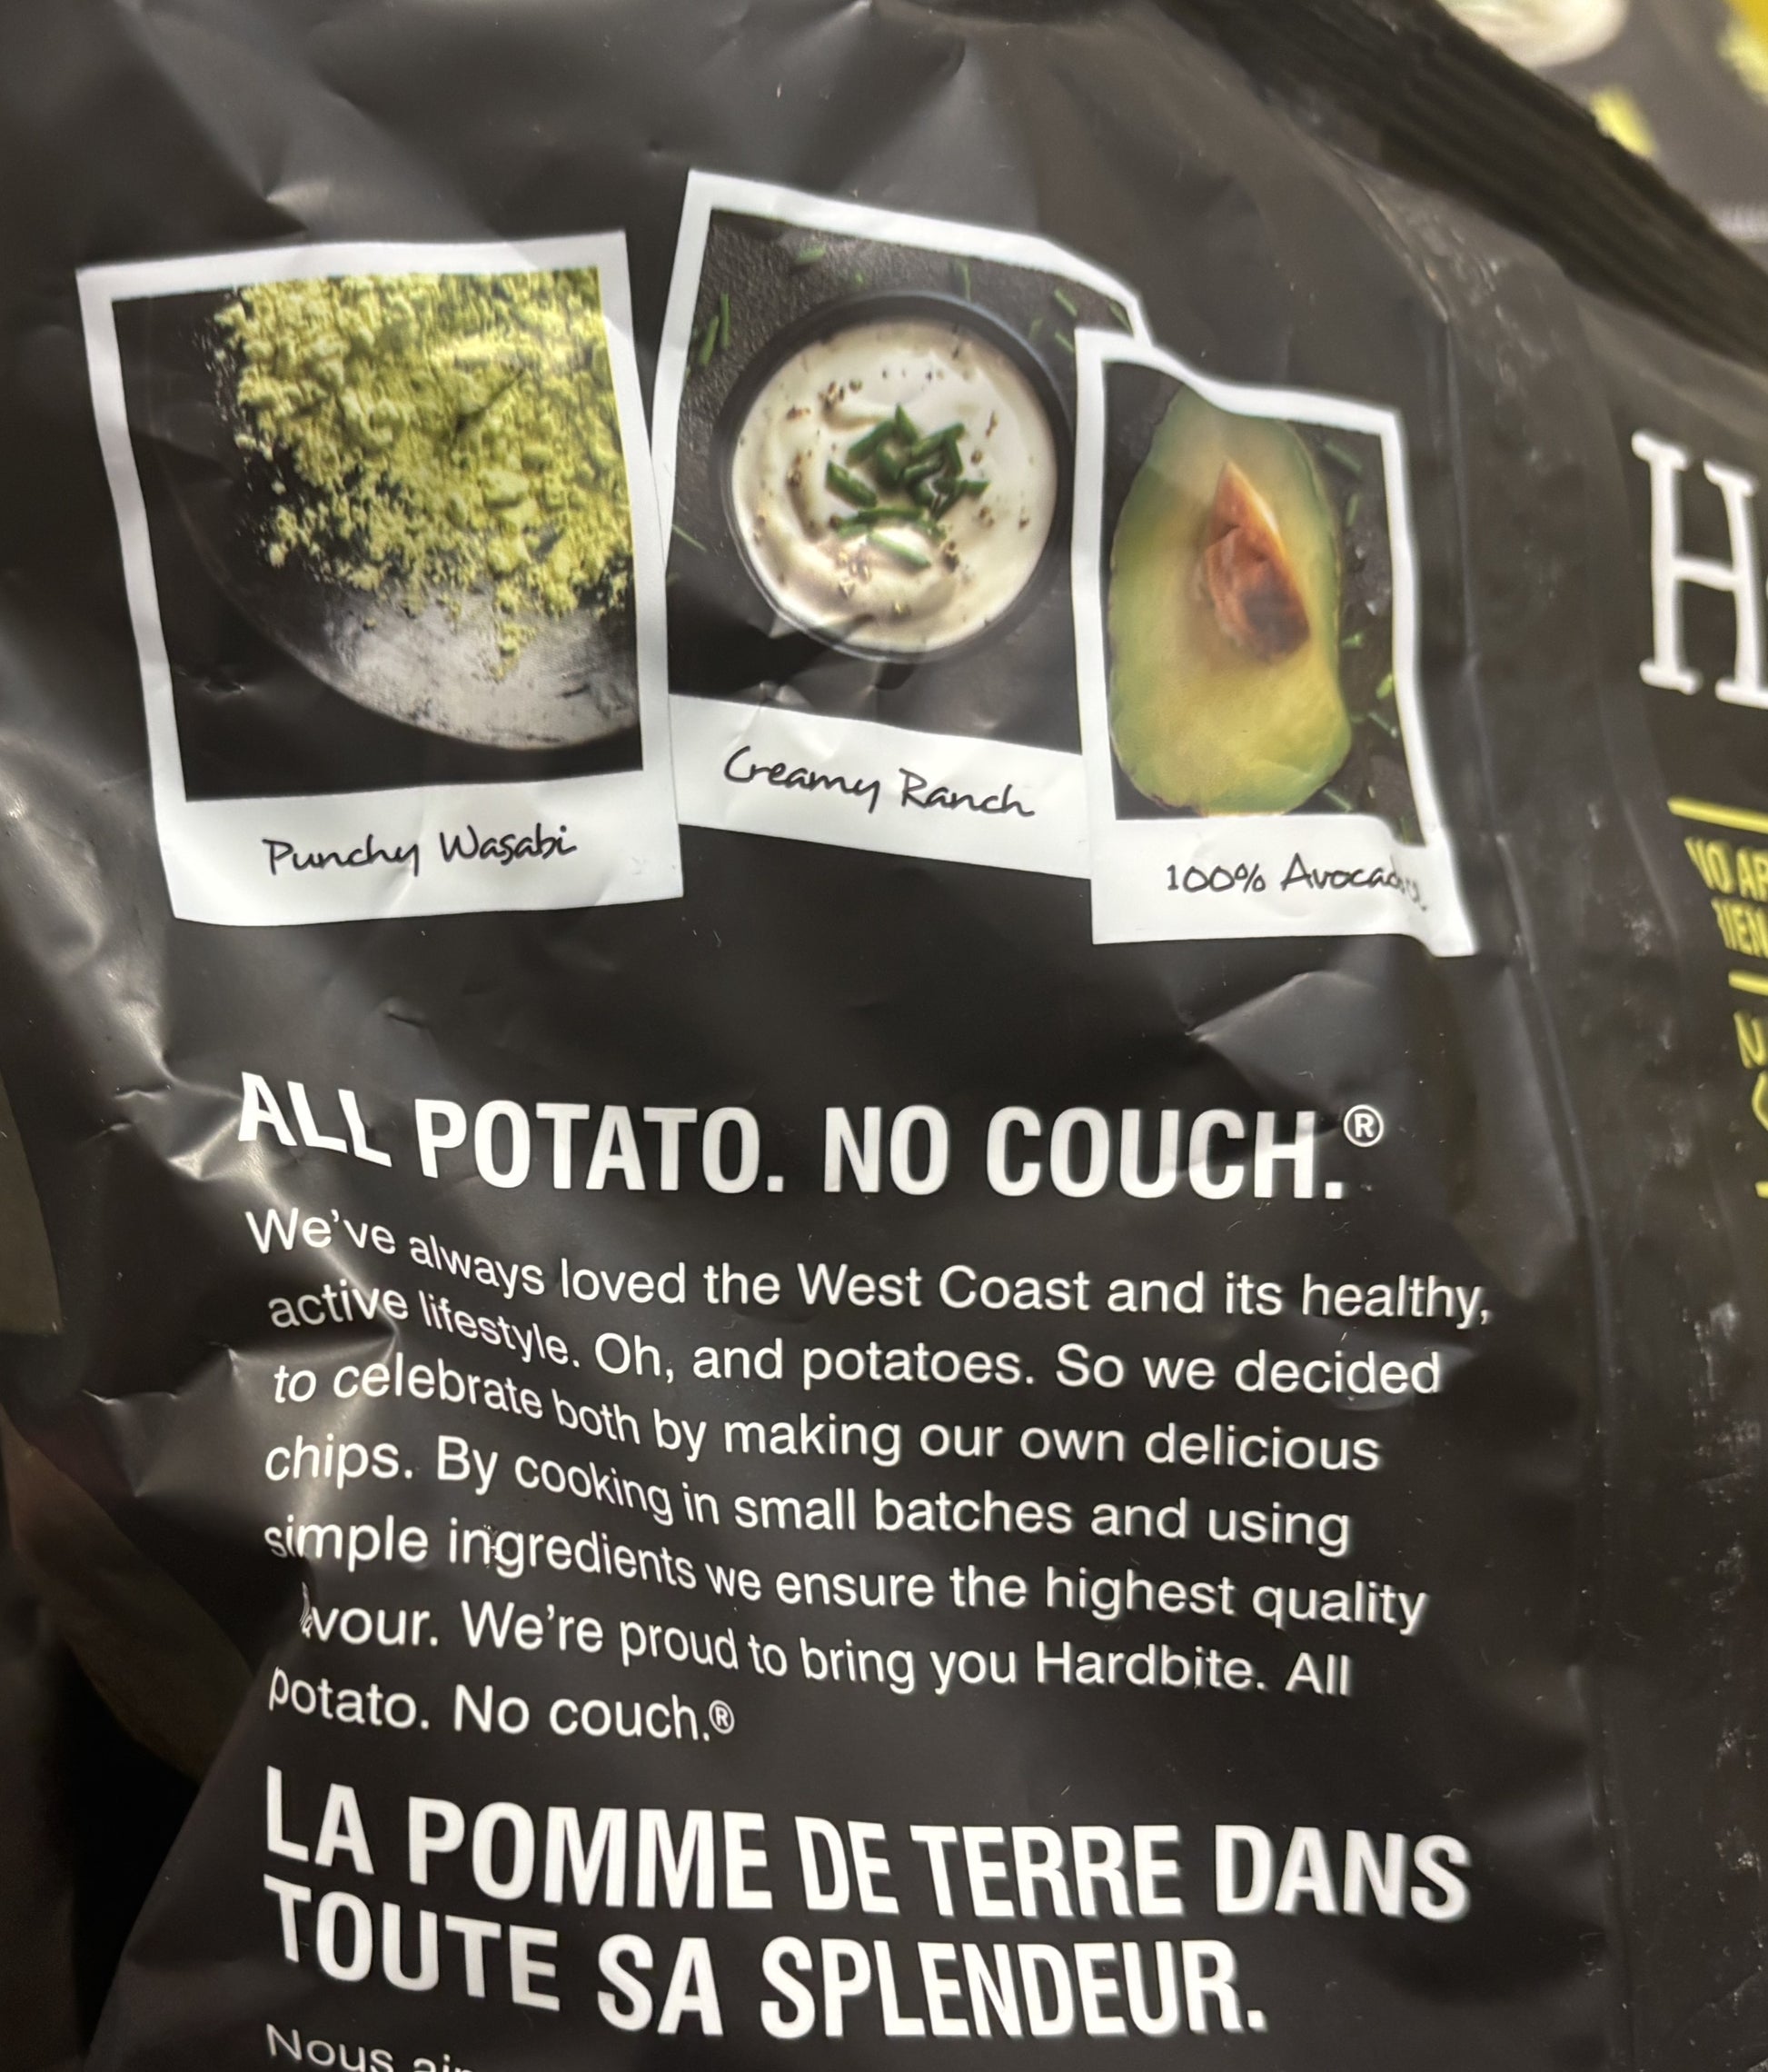 Punchy Wasabi
Creamy Ranch
100% Avocado
ALL POTATO. NO COUCH.®
We've always loved the West Coast and its healthy,
active lifestyle. Oh, and potatoes. So we decided
to celebrate both by making our own delicious
chips. By cooking in small batches and using
simple ingredients we ensure the highest quality
vour. We're proud to bring you Hardbite. All
potato. No couch.®
LA POMME DE TERRE DANS
TOUTE SA SPLENDEUR.
Nous
H
NO